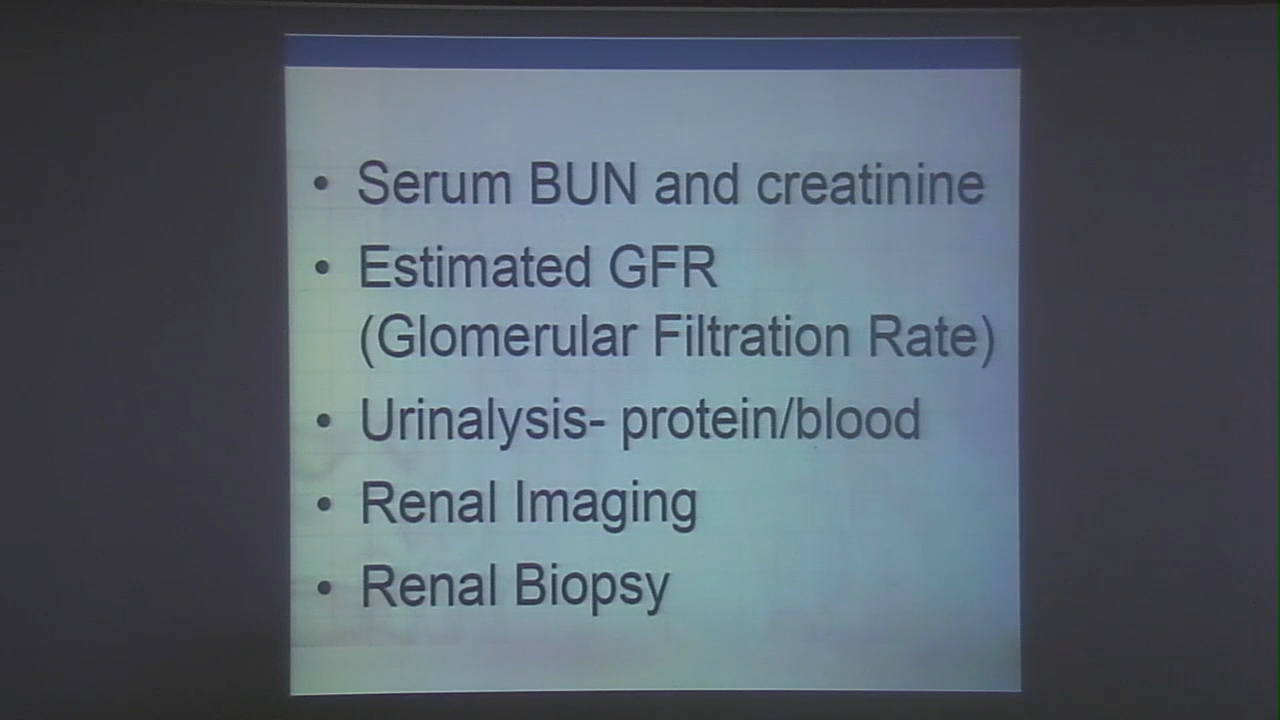 • Serum BUN and creatinine
• Estimated GFR
(Glomerular Filtration Rate)
• Urinalysis- protein/blood
• Renal Imaging
• Renal Biopsy